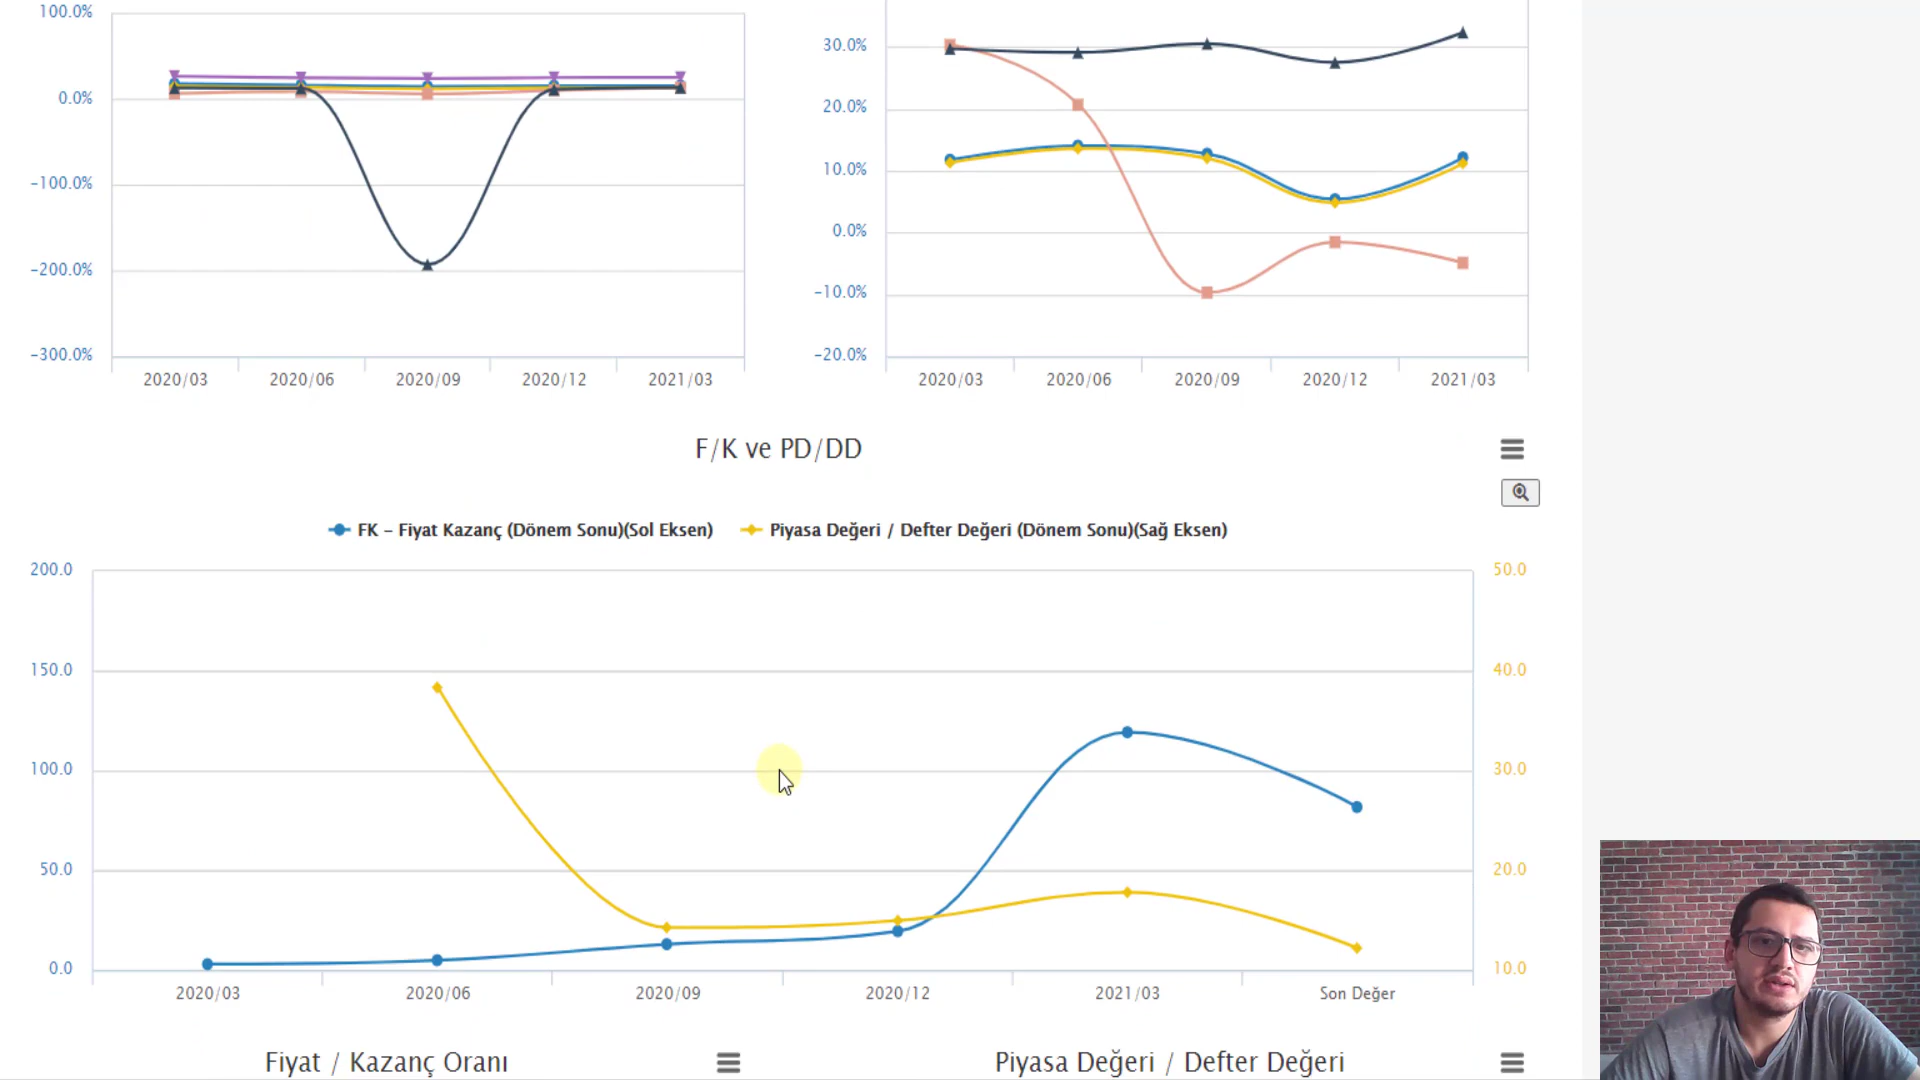 100.0%
0.0%
-100.0%
-200.0%
-300.0%
2020/03 2020/06 2020/09 2020/12 2021/03
30.0%
20.0%
10.0%
0.0%
-10.0%
-20.0%
2020/03 2020/06 2020/09 2020/12 2021/03
F/K ve PD/DD
FK - Fiyat Kazanç (Dönem Sonu)(Sol Eksen) Piyasa Değeri / Defter Değeri (Dönem Sonu)(Sağ Eksen)
200.0 50.0
150.0 40.0
100.0 30.0
50.0 20.0
0.0 10.0
2020/03 2020/06 2020/09 2020/12 2021/03 Son Değer
Fiyat / Kazanç Oranı Piyasa Değeri / Defter Değeri